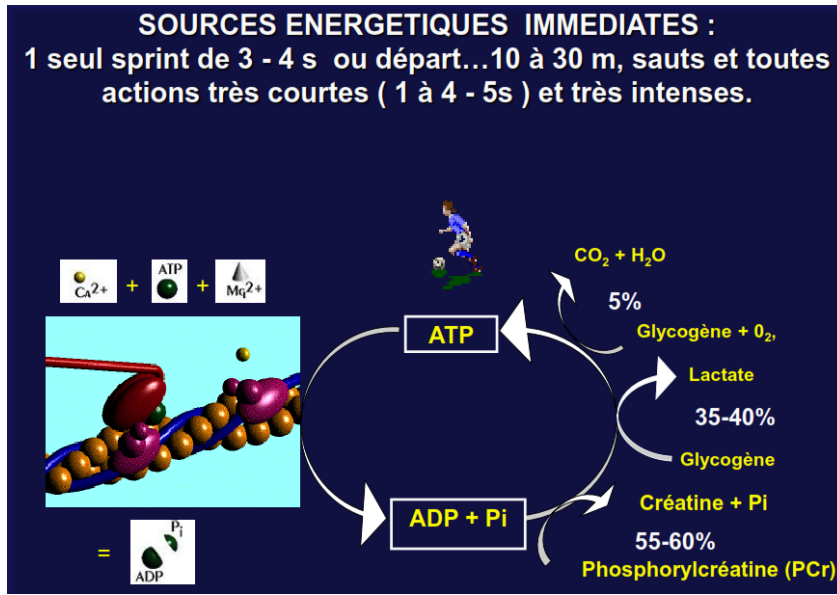 SOURCES ENERGETIQUES IMMEDIATES :
1 seul sprint de 3 - 4 s ou départ…10 à 30 m, sauts et toutes
actions très courtes ( 1 à 4 - 5s ) et très intenses.
CO₂ + H₂O
5%
Glycogène + 0₂,
Ca²⁺ + ATP + Mg²⁺
ATP
Lactate
35-40%
Glycogène
ADP + Pi
Créatine + Pi
55-60%
Phosphorylcréatine (PCr)
= ADP Pi